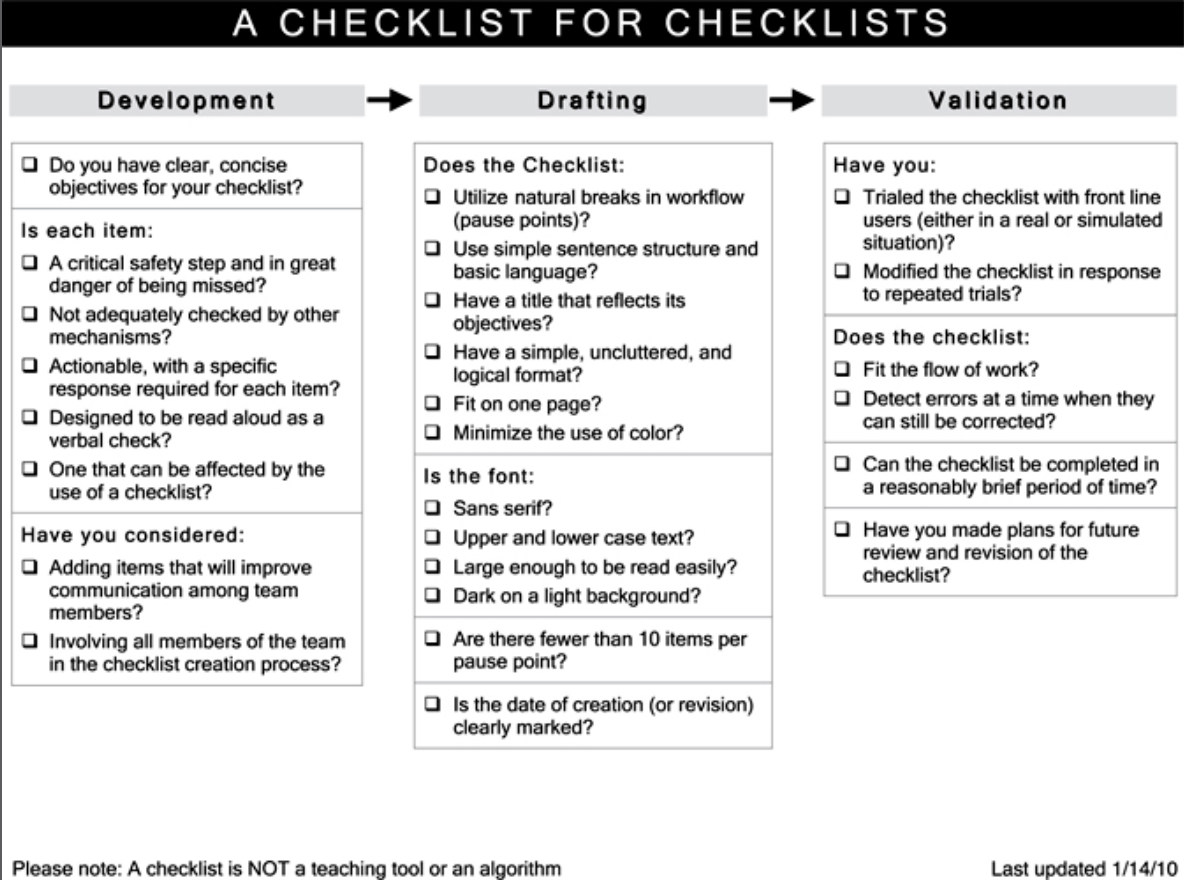 A CHECKLIST FOR CHECKLISTS
Development
Do you have clear, concise
objectives for your checklist?
Is each item:
A critical safety step and in great
danger of being missed?
Not adequately checked by other
mechanisms?
Actionable, with a specific
response required for each item?
Designed to be read aloud as a
verbal check?
One that can be affected by the
use of a checklist?
Have you considered:
Adding items that will improve
communication among team
members?
Involving all members of the team
in the checklist creation process?
Drafting
Does the Checklist:
Utilize natural breaks in workflow
(pause points)?
Use simple sentence structure and
basic language?
Have a title that reflects its
objectives?
Have a simple, uncluttered, and
logical format?
Fit on one page?
Minimize the use of color?
Is the font:
Sans serif?
Upper and lower case text?
Large enough to be read easily?
Dark on a light background?
Are there fewer than 10 items per
pause point?
Is the date of creation (or revision)
clearly marked?
Validation
Have you:
Trialed the checklist with front line
users (either in a real or simulated
situation)?
Modified the checklist in response
to repeated trials?
Does the checklist:
Fit the flow of work?
Detect errors at a time when they
can still be corrected?
Can the checklist be completed in
a reasonably brief period of time?
Have you made plans for future
review and revision of the
checklist?
Please note: A checklist is NOT a teaching tool or an algorithm
Last updated 1/14/10